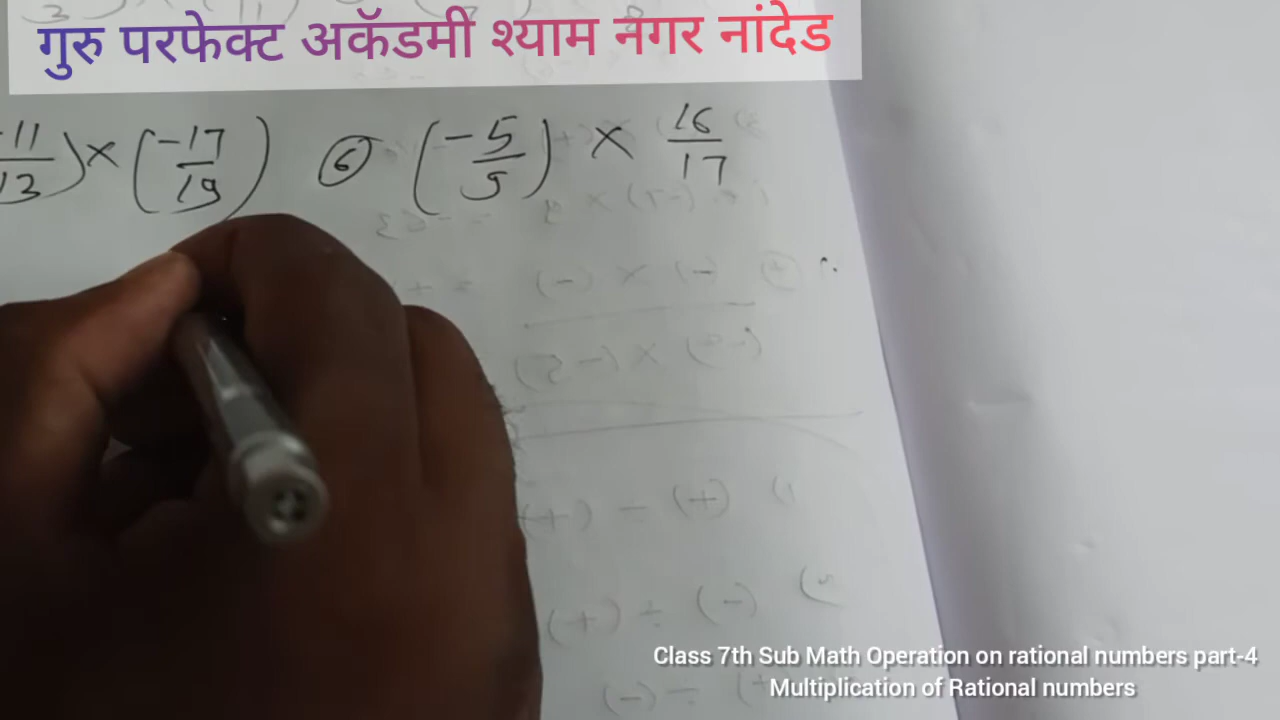 गुरु परफेक्ट अकॅडमी श्याम नगर नांदेड
-11/13) × (-17/19) ⑥ (-5/9) × 16/17
Class 7th Sub Math Operation on rational numbers part-4
Multiplication of Rational numbers